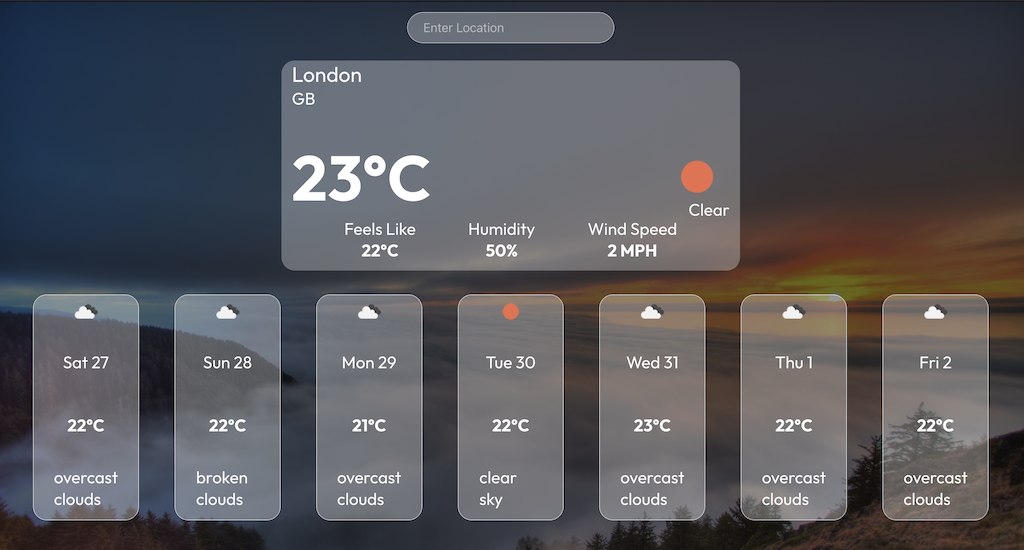 Enter Location
London
GB
23°C
Clear
Feels Like
22°C
Humidity
50%
Wind Speed
2 MPH
Sat 27
22°C
overcast
clouds
Sun 28
22°C
broken
clouds
Mon 29
21°C
overcast
clouds
Tue 30
22°C
clear
sky
Wed 31
23°C
overcast
clouds
Thu 1
22°C
overcast
clouds
Fri 2
22°C
overcast
clouds